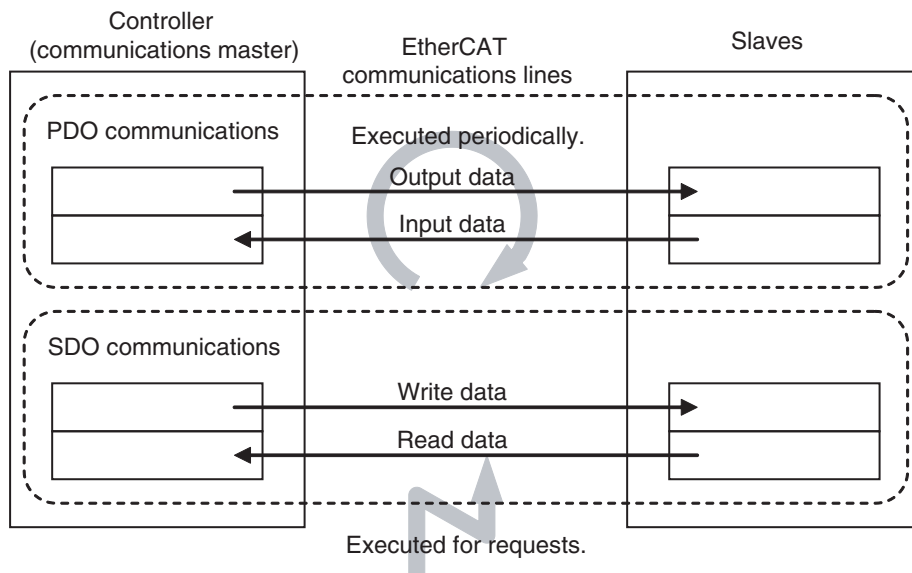 Controller
(communications master)
EtherCAT
communications lines
Slaves
PDO communications
Executed periodically.
Output data
Input data
SDO communications
Write data
Read data
Executed for requests.